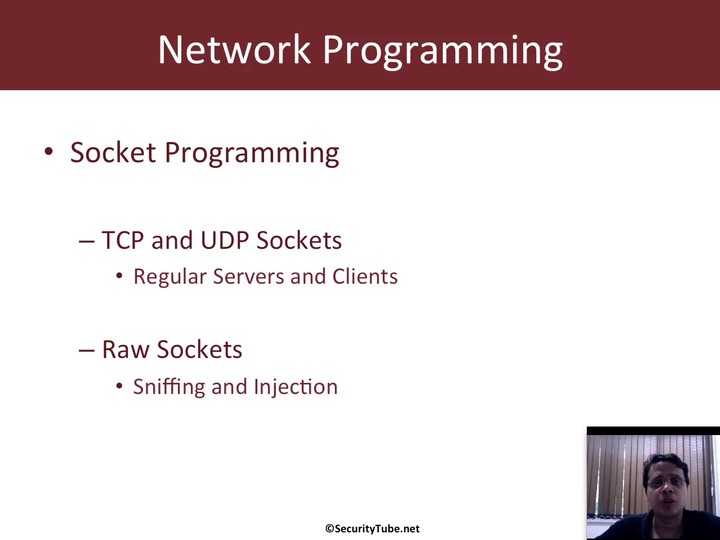 Network Programming
• Socket Programming
– TCP and UDP Sockets
• Regular Servers and Clients
– Raw Sockets
• Sniffing and Injection
©SecurityTube.net